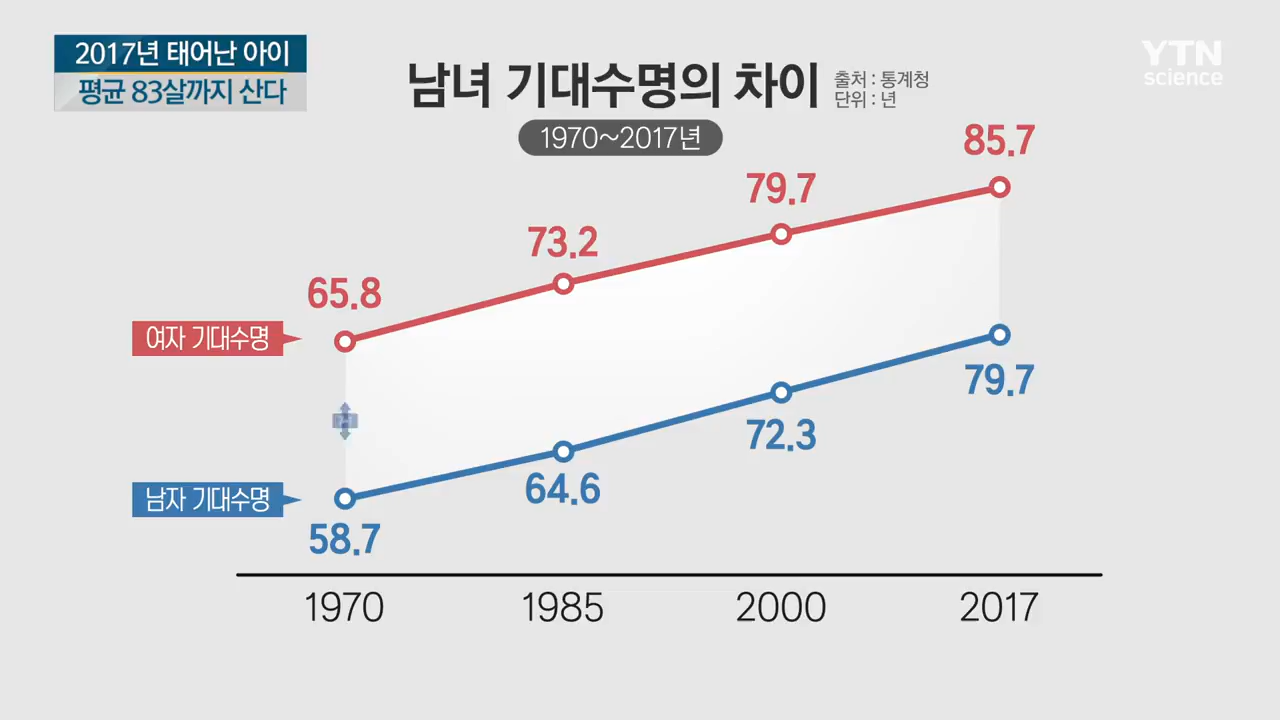 2017년 태어난 아이
평균 83살까지 산다
YTN
science
남녀 기대수명의 차이
출처 : 통계청
단위 : 년
1970~2017년
85.7
79.7
73.2
65.8
여자 기대수명
79.7
72.3
64.6
남자 기대수명
58.7
1970 1985 2000 2017